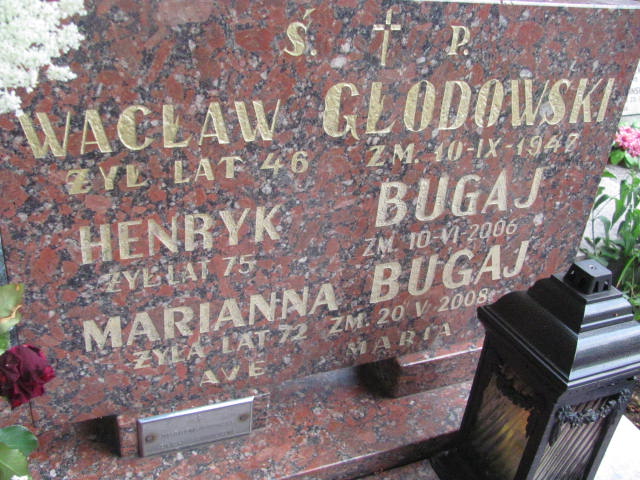 Ś. † P.
WACŁAW GŁODOWSKI
ŻYŁ LAT 46 ZM. 10-IX-1947
HENRYK BUGAJ
ŻYŁ LAT 75 ZM. 10-VI 2006
MARIANNA BUGAJ
ŻYŁA LAT 72 ZM. 20 V 2008
AVE MARIA